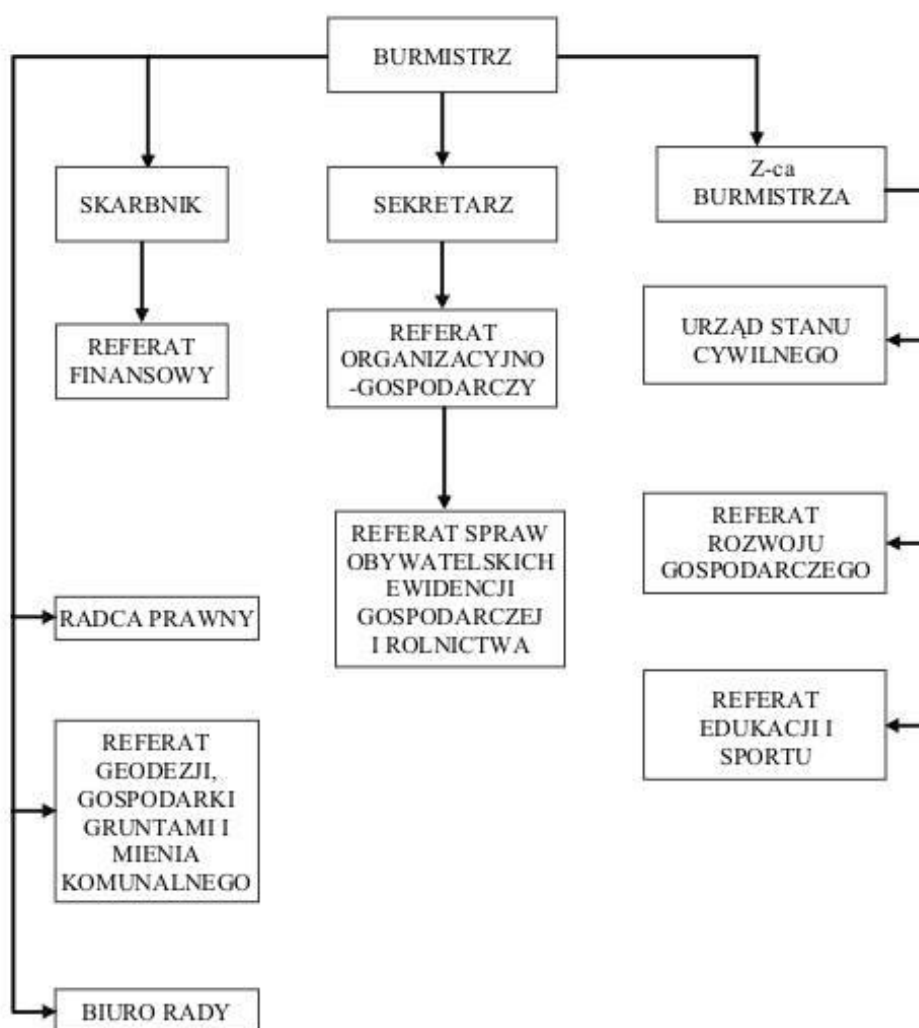 BURMISTRZ
SKARBNIK
SEKRETARZ
Z-ca
BURMISTRZA
REFERAT
FINANSOWY
REFERAT
ORGANIZACYJNO
-GOSPODARCZY
URZĄD STANU
CYWILNEGO
REFERAT SPRAW
OBYWATELSKICH
EWIDENCJI
GOSPODARCZEJ
I ROLNICTWA
REFERAT
ROZWOJU
GOSPODARCZEGO
RADCA PRAWNY
REFERAT
EDUKACJI I
SPORTU
REFERAT
GEODEZJI,
GOSPODARKI
GRUNTAMI I
MIENIA
KOMUNALNEGO
BIURO RADY